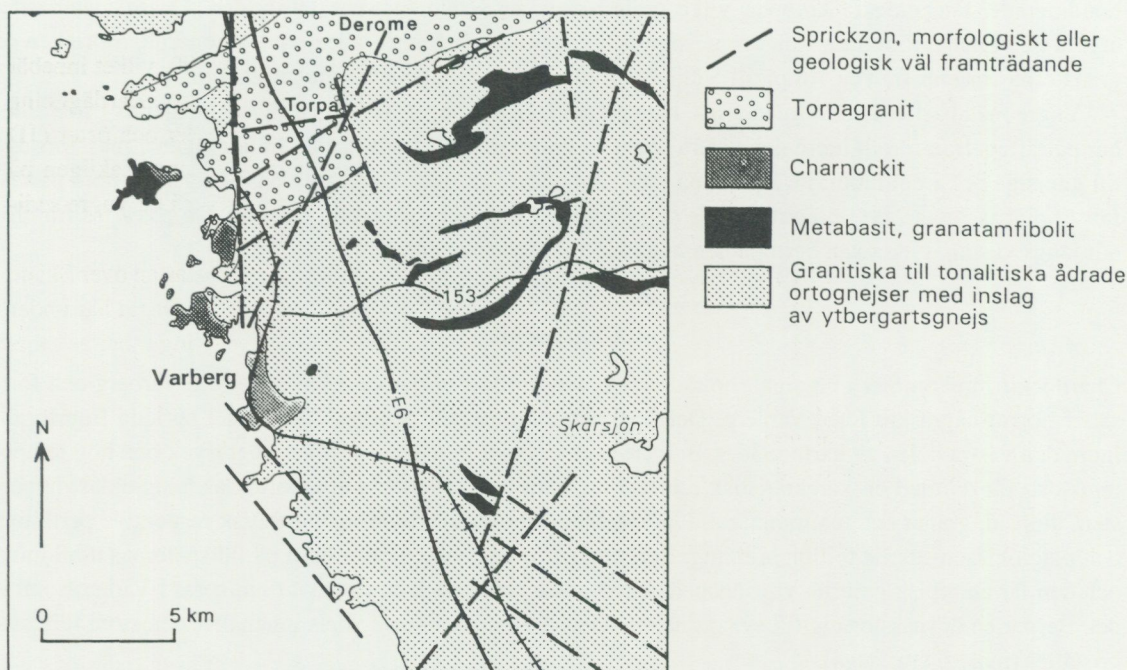 Derome
Torpa
153
Varberg
E6
Skärsjön
N
0 5 km
Sprickzon, morfologiskt eller
geologisk väl framträdande
Torpagranit
Charnockit
Metabasit, granatamfibolit
Granitiska till tonalitiska ådrade
ortognejser med inslag
av ytbergartsgnejs